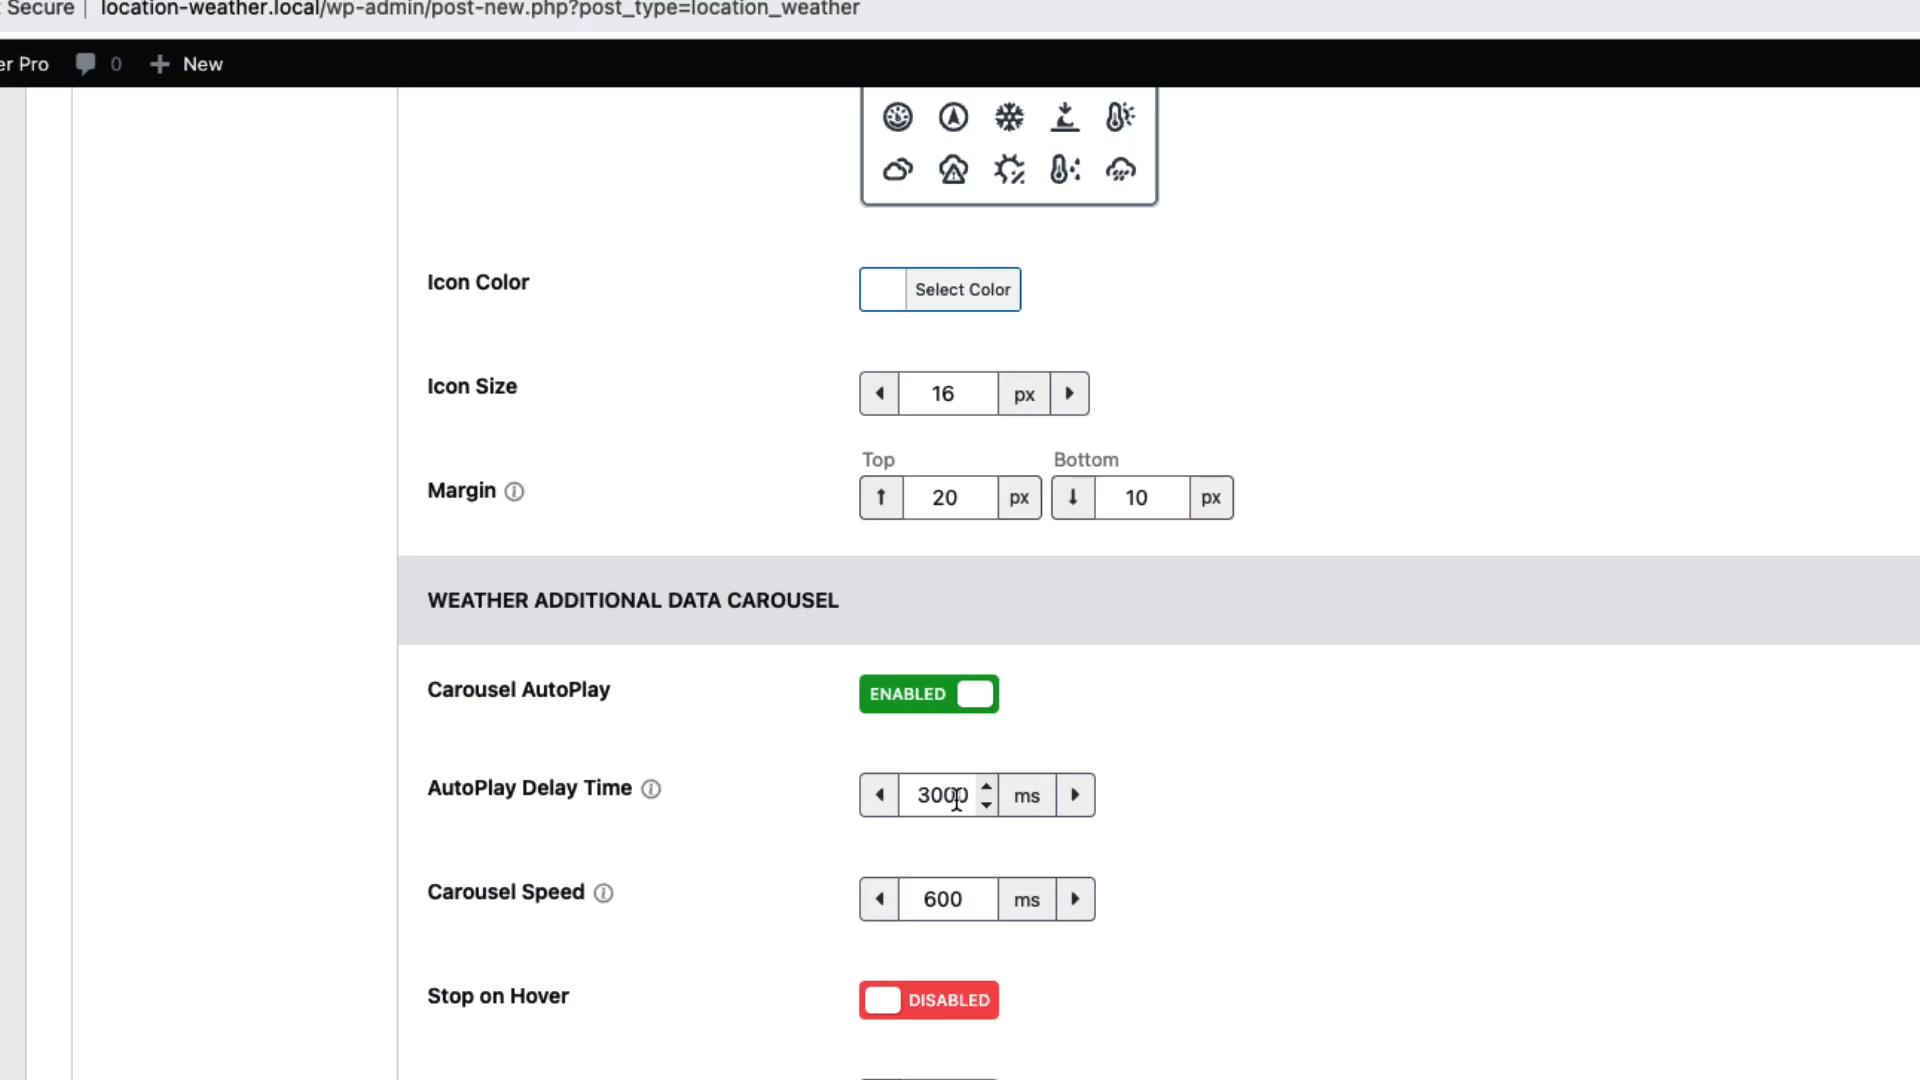 Secure | location-weather.local/wp-admin/post-new.php?post_type=location_weather
er Pro 0 New
Icon Color Select Color
Icon Size 16 px
Top Bottom
Margin 20 px 10 px
WEATHER ADDITIONAL DATA CAROUSEL
Carousel AutoPlay ENABLED
AutoPlay Delay Time 3000 ms
Carousel Speed 600 ms
Stop on Hover DISABLED